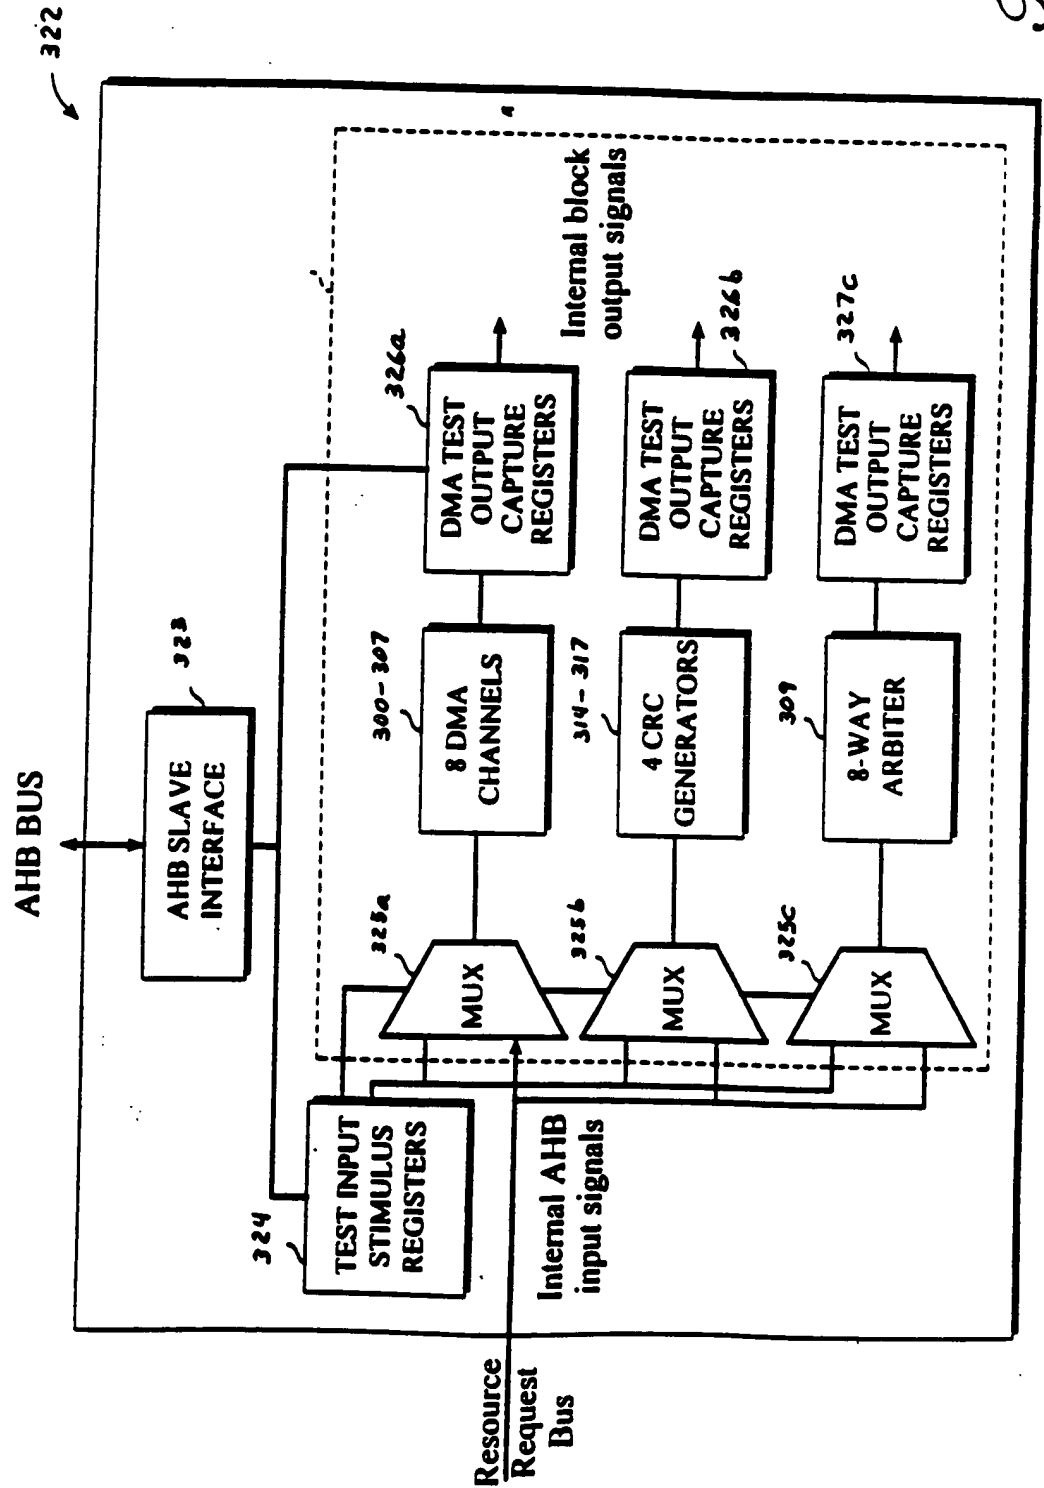 322
AHB BUS
323
AHB SLAVE
INTERFACE
324
TEST INPUT
STIMULUS
REGISTERS
Resource
Request
Bus
Internal AHB
input signals
325a
MUX
300-307
8 DMA
CHANNELS
326a
DMA TEST
OUTPUT
CAPTURE
REGISTERS
Internal block
output signals
325b
MUX
314-317
4 CRC
GENERATORS
DMA TEST
OUTPUT
CAPTURE
REGISTERS
326b
325c
MUX
309
8-WAY
ARBITER
327c
DMA TEST
OUTPUT
CAPTURE
REGISTERS